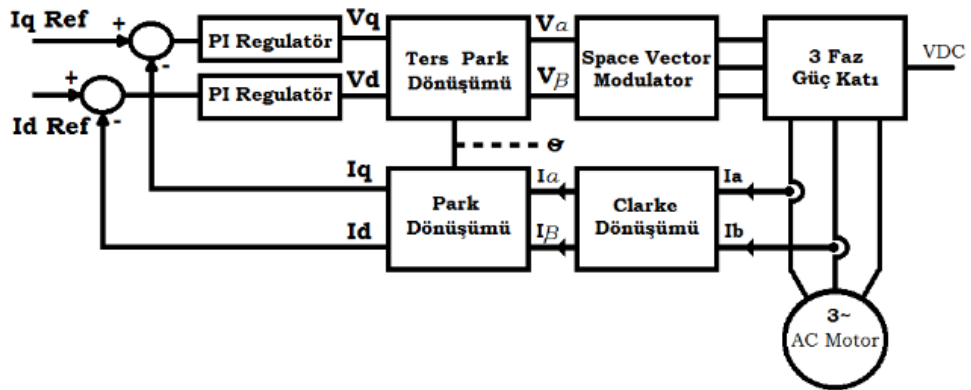 Iq Ref
+
-
PI Regulatör
Vq
Ters Park
Dönüşümü
Vα
Space Vector
Modulator
3 Faz
Güç Katı
VDC
+
-
Id Ref
PI Regulatör
Vd
Vβ
θ
Iq
Id
Park
Dönüşümü
Iα
Iβ
Clarke
Dönüşümü
Ia
Ib
3~
AC Motor